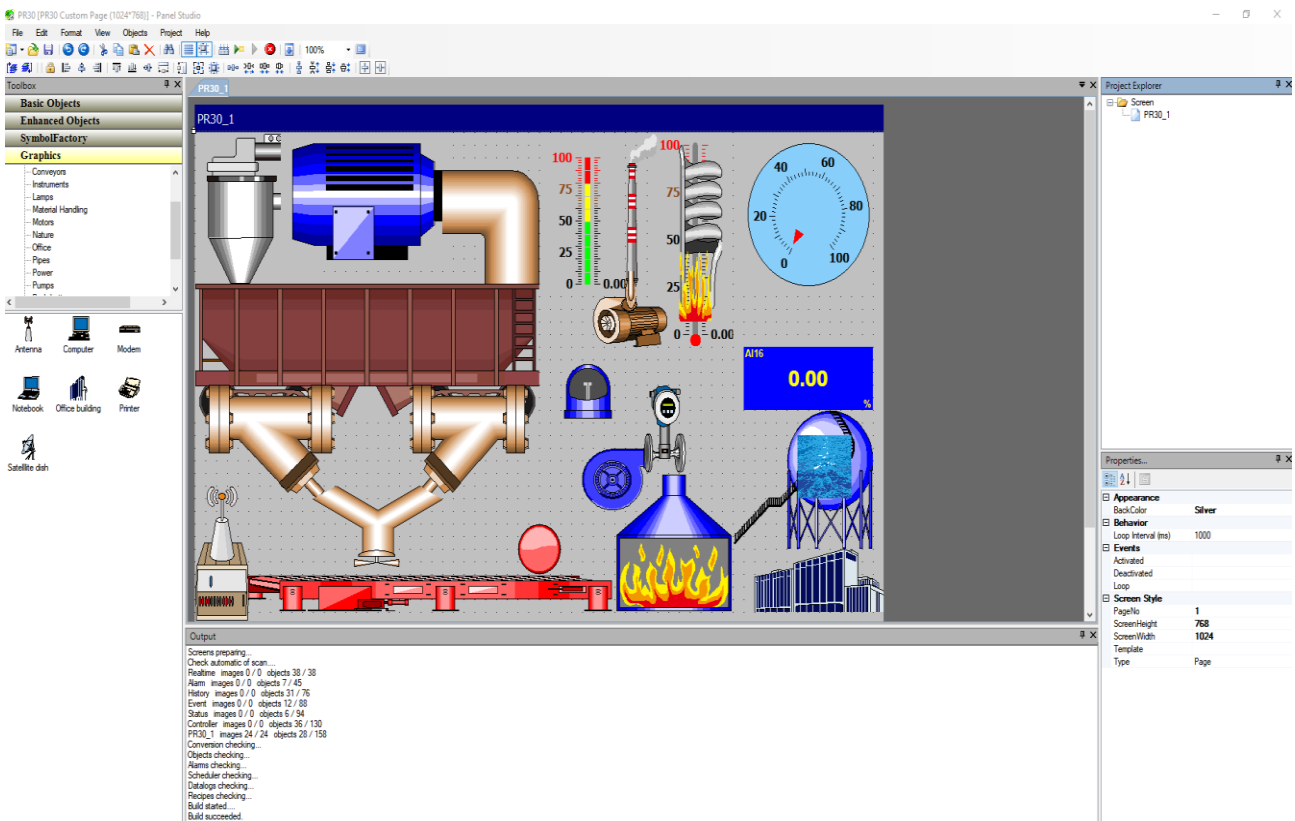 PR30 [PR30 Custom Page (1024*768)] - Panel Studio
File Edit Format View Objects Project Help
100%
Toolbox
Basic Objects
Enhanced Objects
SymbolFactory
Graphics
Conveyors
Instruments
Lamps
Material Handling
Motors
Nature
Office
Pipes
Power
Pumps
Antenna Computer Modem
Notebook Office building Printer
Satellite dish
PR30_1
PR30_1
100
75
50
25
0 0.00
100
75
50
25
0 0.00
0 20 40 60 80 100
AI16
0.00
%
Output
Screens preparing...
Check automatic of scan....
Realtime images 0 / 0 objects 38 / 38
Alarm images 0 / 0 objects 7 / 45
History images 0 / 0 objects 31 / 76
Event images 0 / 0 objects 12 / 88
Status images 0 / 0 objects 6 / 94
Controller images 0 / 0 objects 36 / 130
PR30_1 images 24 / 24 objects 28 / 158
Conversion checking...
Objects checking...
Alarms checking...
Scheduler checking...
Datalogs checking...
Recipes checking...
Build started....
Build succeeded.
Project Explorer
Screen
PR30_1
Properties...
Appearance
BackColor Silver
Behavior
Loop Interval (ms) 1000
Events
Activated
Deactivated
Loop
Screen Style
PageNo 1
ScreenHeight 768
ScreenWidth 1024
Template
Type Page